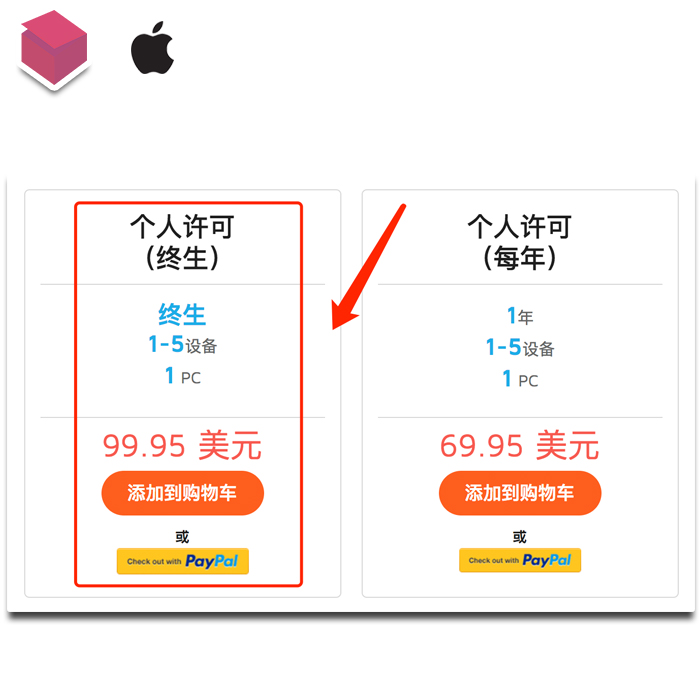 个人许可
（终生）
终生
1-5设备
1 PC
99.95 美元
添加到购物车
或
Check out with PayPal
个人许可
（每年）
1年
1-5设备
1 PC
69.95 美元
添加到购物车
或
Check out with PayPal